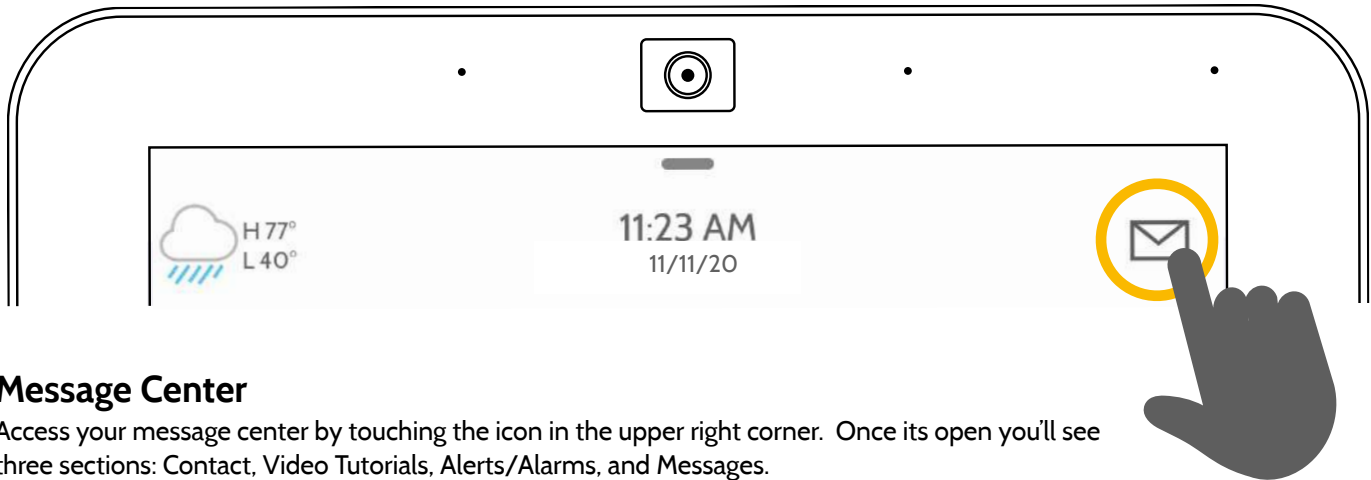 H 77°
L 40°
11:23 AM
11/11/20
Message Center
Access your message center by touching the icon in the upper right corner.  Once its open you'll see
three sections: Contact, Video Tutorials, Alerts/Alarms, and Messages.